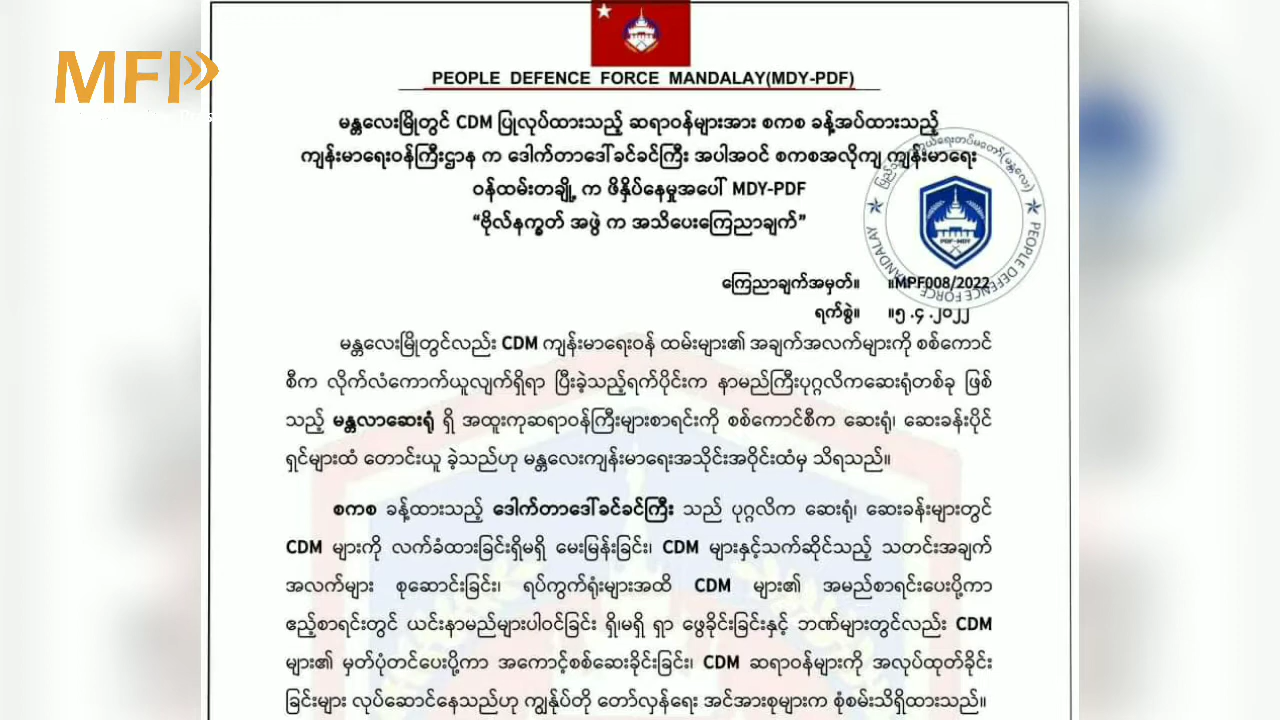 MFP
PEOPLE DEFENCE FORCE MANDALAY(MDY-PDF)
မန္တလေးမြို့တွင် CDM ပြုလုပ်ထားသည့် ဆရာဝန်များအား စကစ ခန့်အပ်ထားသည့်
ကျန်းမာရေးဝန်ကြီးဌာန က ဒေါက်တာဒေါ်ခင်ခင်ကြီး အပါအဝင် စကစအလိုကျ ကျန်းမာရေး
ဝန်ထမ်းတချို့ က ဖိနှိပ်နေမှုအပေါ် MDY-PDF
“ဗိုလ်နက္ခတ် အဖွဲ့ က အသိပေးကြေညာချက်”
PDF-MDY
PEOPLE DEFENCE FORCE MANDALAY
ကြေညာချက်အမှတ်။ ။MPF008/2022
ရက်စွဲ။ ။၅.၄.၂၀၂၂
မန္တလေးမြို့တွင်လည်း CDM ကျန်းမာရေးဝန် ထမ်းများ၏ အချက်အလက်များကို စစ်ကောင်
စီက လိုက်လံကောက်ယူလျက်ရှိရာ ပြီးခဲ့သည့်ရက်ပိုင်းက နာမည်ကြီးပုဂ္ဂလိကဆေးရုံတစ်ခု ဖြစ်
သည့် မန္တလာဆေးရုံ ရှိ အထူးကုဆရာဝန်ကြီးများစာရင်းကို စစ်ကောင်စီက ဆေးရုံ၊ ဆေးခန်းပိုင်
ရှင်များထံ တောင်းယူ ခဲ့သည်ဟု မန္တလေးကျန်းမာရေးအသိုင်းအဝိုင်းထံမှ သိရသည်။
စကစ ခန့်ထားသည့် ဒေါက်တာဒေါ်ခင်ခင်ကြီး သည် ပုဂ္ဂလိက ဆေးရုံ၊ ဆေးခန်းများတွင်
CDM များကို လက်ခံထားခြင်းရှိမရှိ မေးမြန်းခြင်း၊ CDM များနှင့်သက်ဆိုင်သည့် သတင်းအချက်
အလက်များ စုဆောင်းခြင်း၊ ရပ်ကွက်ရုံးများအထိ CDM များ၏ အမည်စာရင်းပေးပို့ကာ
ဧည့်စာရင်းတွင် ယင်းနာမည်များပါဝင်ခြင်း ရှိ၊မရှိ ရှာ ဖွေခိုင်းခြင်းနှင့် ဘဏ်များတွင်လည်း CDM
များ၏ မှတ်ပုံတင်ပေးပို့ကာ အကောင့်စစ်ဆေးခိုင်းခြင်း၊ CDM ဆရာဝန်များကို အလုပ်ထုတ်ခိုင်း
ခြင်းများ လုပ်ဆောင်နေသည်ဟု ကျွန်ုပ်တို့ တော်လှန်ရေး အင်အားစုများက စုံစမ်းသိရှိထားသည်။